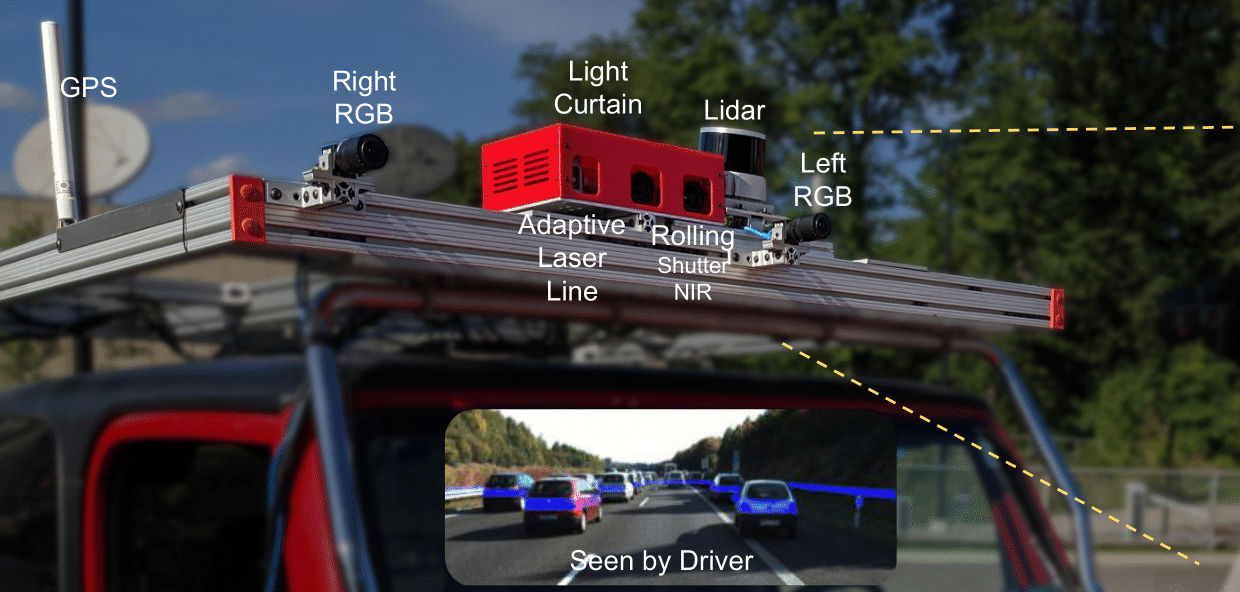 GPS
Right
RGB
Light
Curtain
Lidar
Left
RGB
Adaptive
Laser
Line
Rolling
Shutter
NIR
Seen by Driver